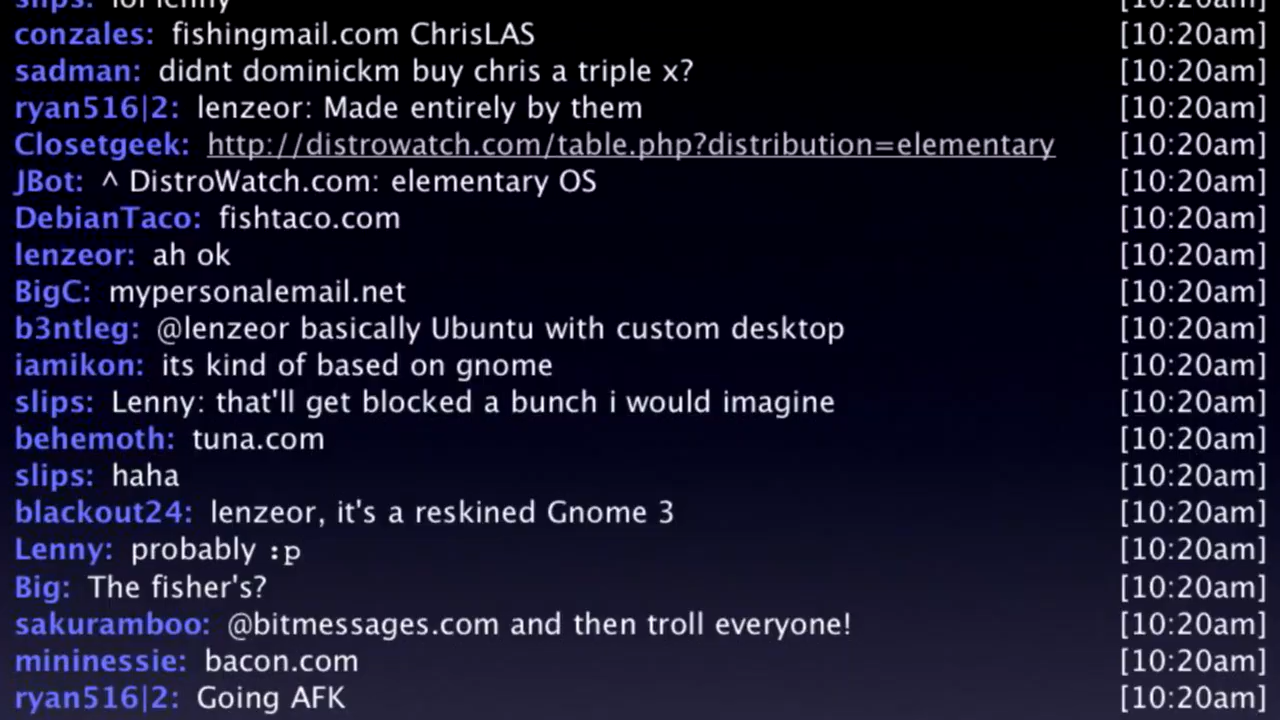 slips: lol lenny [10:20am]
conzales: fishingmail.com ChrisLAS [10:20am]
sadman: didnt dominickm buy chris a triple x? [10:20am]
ryan516|2: lenzeor: Made entirely by them [10:20am]
Closetgeek: http://distrowatch.com/table.php?distribution=elementary [10:20am]
JBot: ^ DistroWatch.com: elementary OS [10:20am]
DebianTaco: fishtaco.com [10:20am]
lenzeor: ah ok [10:20am]
BigC: mypersonalemail.net [10:20am]
b3ntleg: @lenzeor basically Ubuntu with custom desktop [10:20am]
iamikon: its kind of based on gnome [10:20am]
slips: Lenny: that'll get blocked a bunch i would imagine [10:20am]
behemoth: tuna.com [10:20am]
slips: haha [10:20am]
blackout24: lenzeor, it's a reskined Gnome 3 [10:20am]
Lenny: probably :p [10:20am]
Big: The fisher's? [10:20am]
sakuramboo: @bitmessages.com and then troll everyone! [10:20am]
mininessie: bacon.com [10:20am]
ryan516|2: Going AFK [10:20am]